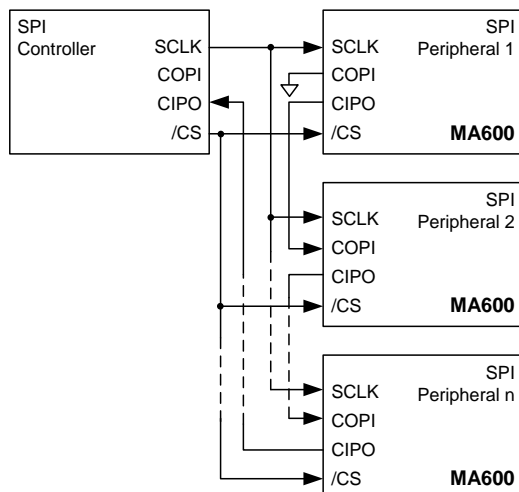 SPI
Controller
SCLK
COPI
CIPO
/CS
SPI
Peripheral 1
SCLK
COPI
CIPO
/CS
MA600
SPI
Peripheral 2
SCLK
COPI
CIPO
/CS
MA600
SPI
Peripheral n
SCLK
COPI
CIPO
/CS
MA600